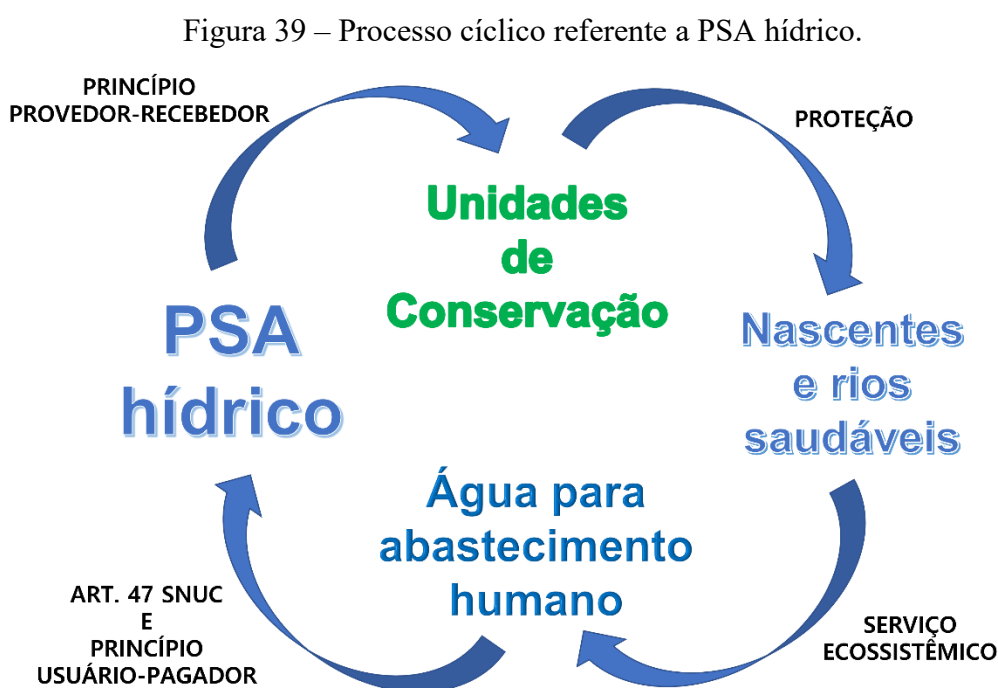 Figura 39 – Processo cíclico referente a PSA hídrico.
PRINCÍPIO
PROVEDOR-RECEBEDOR
PROTEÇÃO
Unidades
de
Conservação
PSA
hídrico
Nascentes
e rios
saudáveis
Água para
abastecimento
humano
ART. 47 SNUC
E
PRINCÍPIO
USUÁRIO-PAGADOR
SERVIÇO
ECOSSISTÊMICO